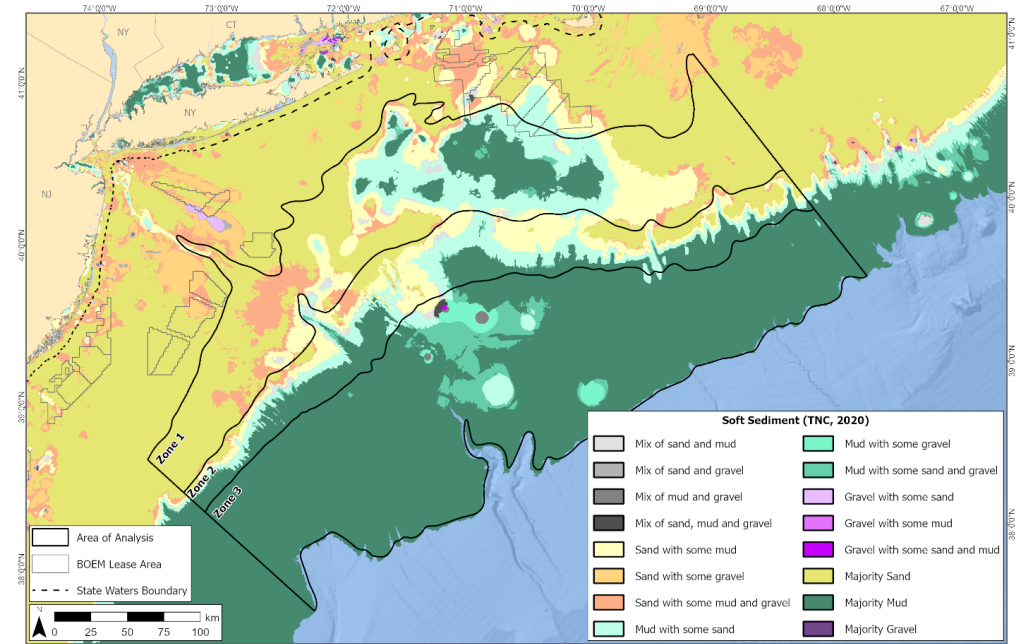 74°0'0"W 73°0'0"W 72°0'0"W 71°0'0"W 70°0'0"W 69°0'0"W 68°0'0"W 67°0'0"W
NY
CT
41°0'0"N
41°0'0"N
NY
NJ
40°0'0"N
40°0'0"N
39°0'0"N
39°0'0"N
38°0'0"N
38°0'0"N
Zone 1
Zone 2
Zone 3
Area of Analysis
BOEM Lease Area
State Waters Boundary
N
km
0 25 50 75 100
Soft Sediment (TNC, 2020)
Mix of sand and mud
Mix of sand and gravel
Mix of mud and gravel
Mix of sand, mud and gravel
Sand with some mud
Sand with some gravel
Sand with some mud and gravel
Mud with some sand
Mud with some gravel
Mud with some sand and gravel
Gravel with some sand
Gravel with some mud
Gravel with some sand and mud
Majority Sand
Majority Mud
Majority Gravel